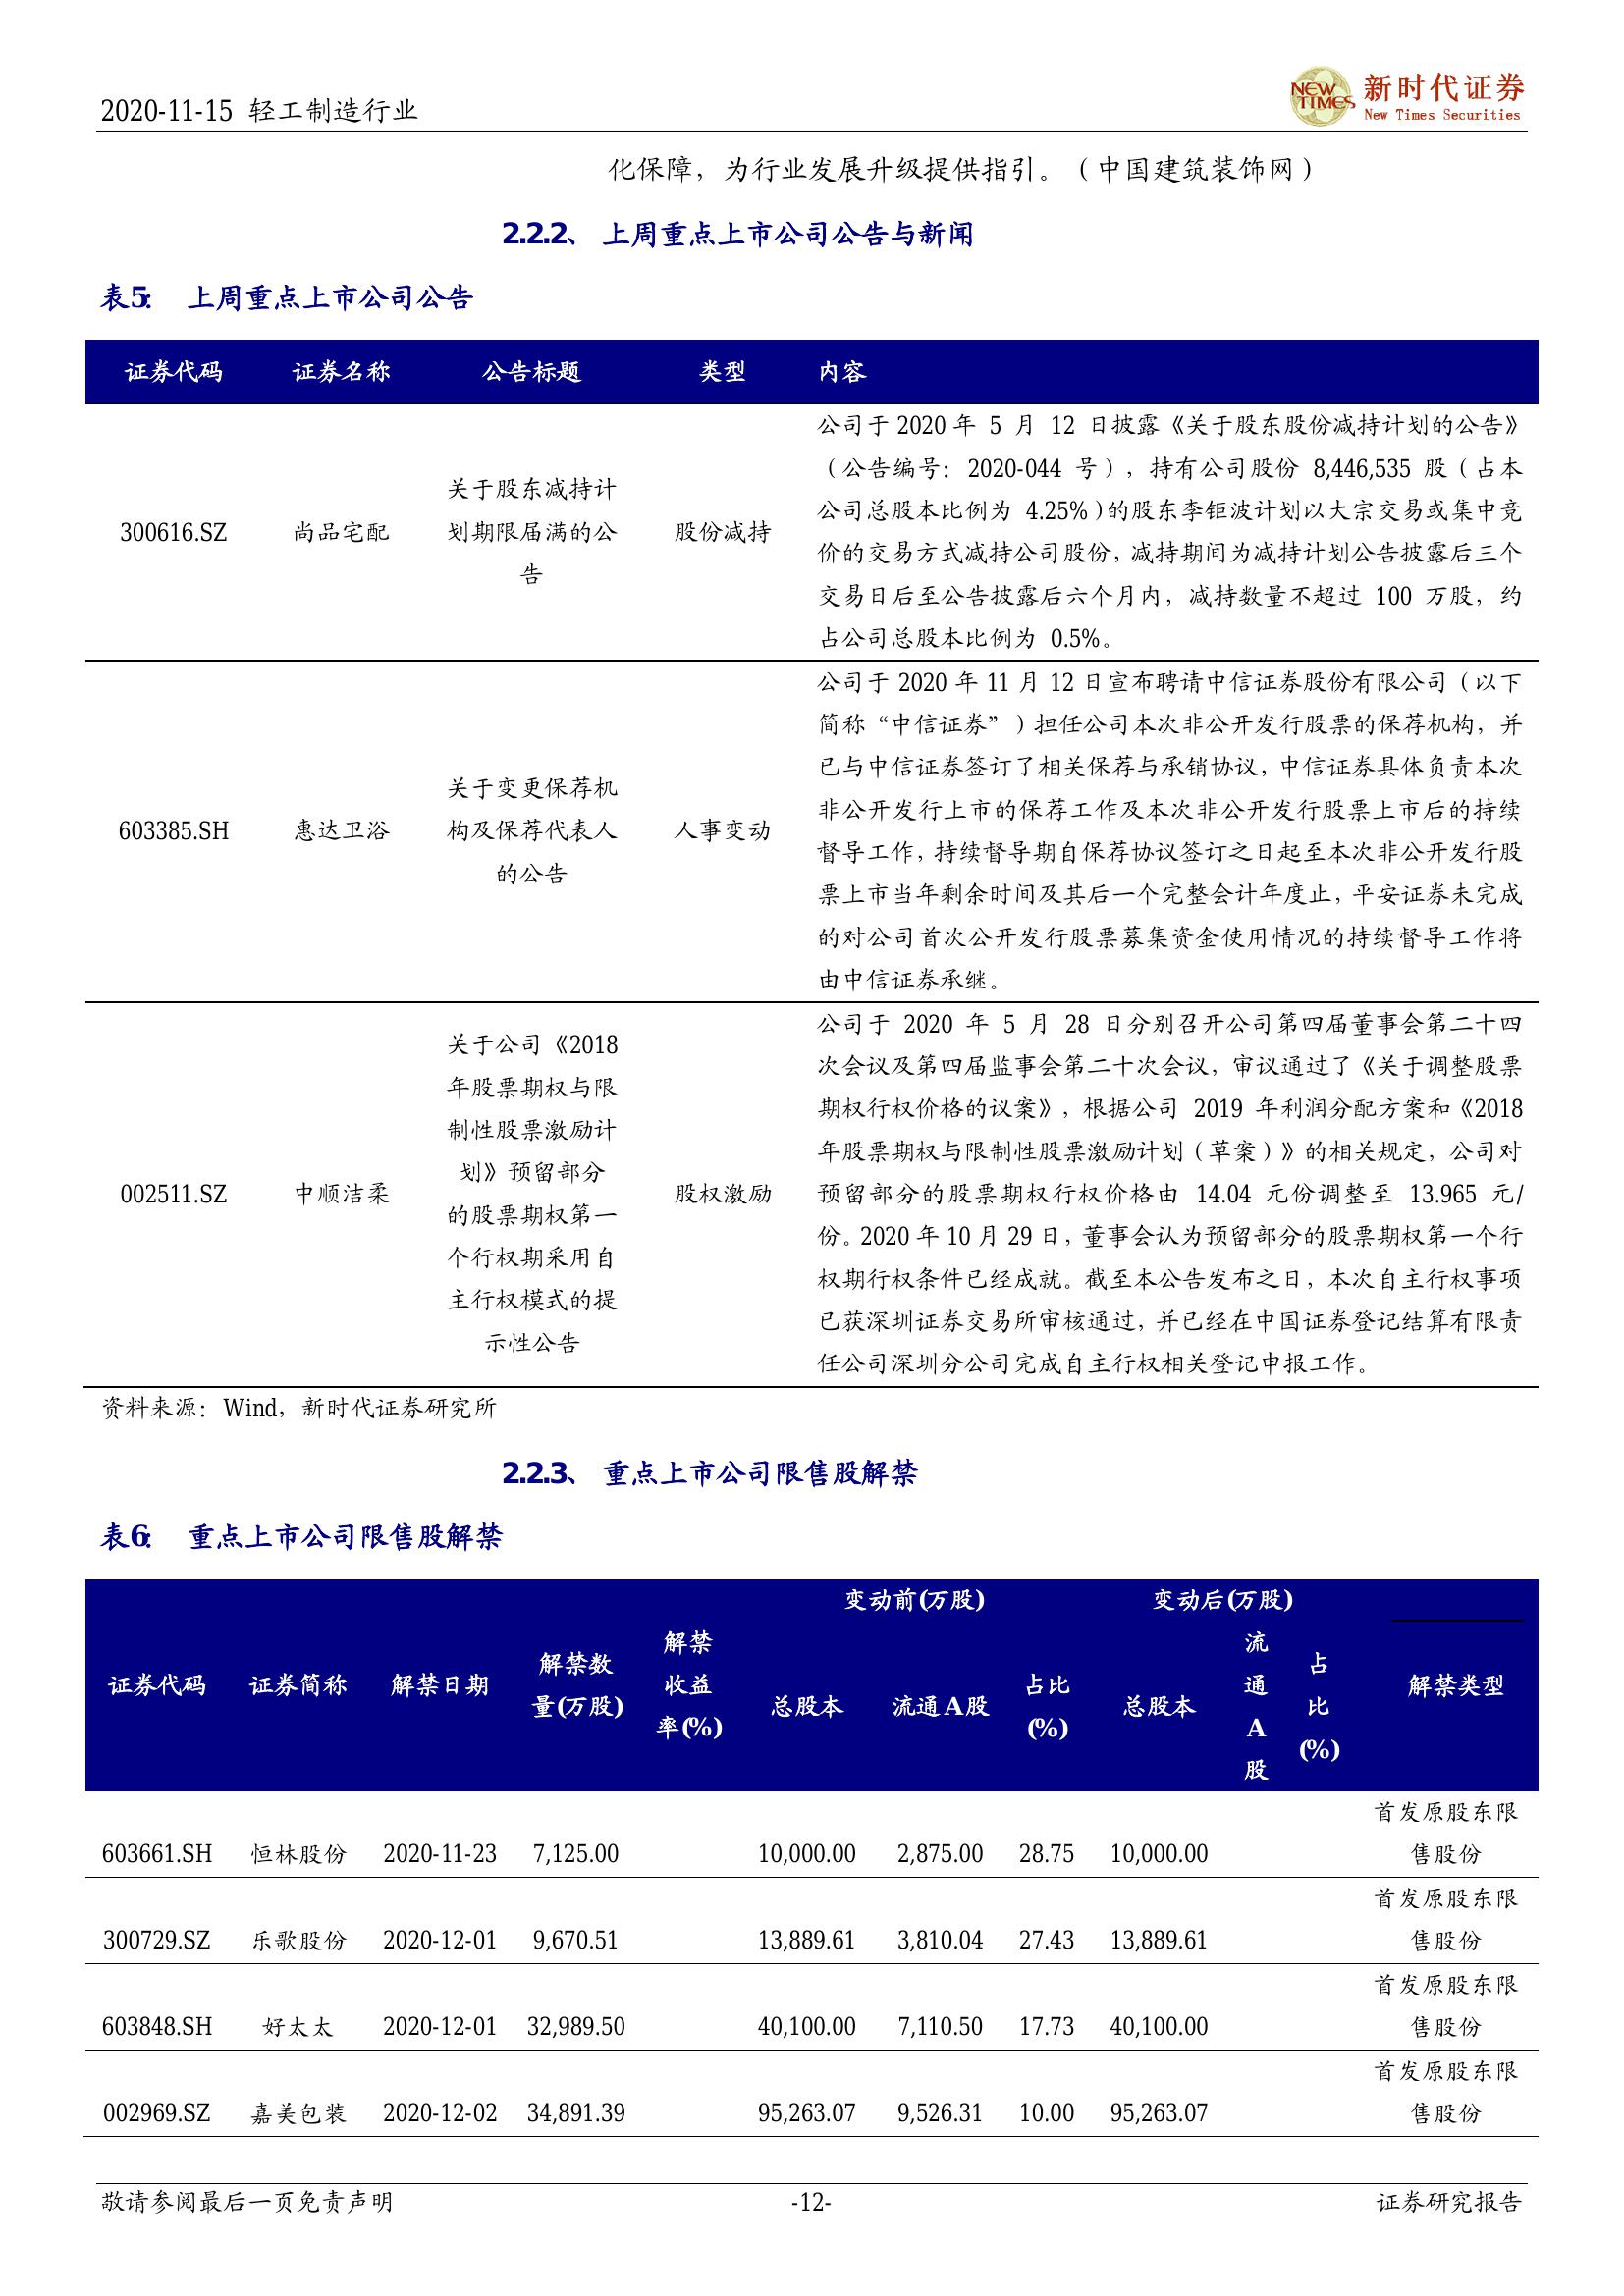 2020-11-15 轻工制造行业
NEW TIMES
新时代证券
New Times Securities
化保障，为行业发展升级提供指引。（中国建筑装饰网）
2.2.2、 上周重点上市公司公告与新闻
表5： 上周重点上市公司公告
证券代码 证券名称 公告标题 类型 内容
300616.SZ 尚品宅配
关于股东减持计
划期限届满的公
告
股份减持
公司于 2020 年 5 月 12 日披露《关于股东股份减持计划的公告》
（公告编号：2020-044 号），持有公司股份 8,446,535 股（占本
公司总股本比例为 4.25%）的股东李钜波计划以大宗交易或集中竞
价的交易方式减持公司股份，减持期间为减持计划公告披露后三个
交易日后至公告披露后六个月内，减持数量不超过 100 万股，约
占公司总股本比例为 0.5%。
603385.SH 惠达卫浴
关于变更保荐机
构及保荐代表人
的公告
人事变动
公司于 2020 年 11 月 12 日宣布聘请中信证券股份有限公司（以下
简称“中信证券”）担任公司本次非公开发行股票的保荐机构，并
已与中信证券签订了相关保荐与承销协议，中信证券具体负责本次
非公开发行上市的保荐工作及本次非公开发行股票上市后的持续
督导工作，持续督导期自保荐协议签订之日起至本次非公开发行股
票上市当年剩余时间及其后一个完整会计年度止，平安证券未完成
的对公司首次公开发行股票募集资金使用情况的持续督导工作将
由中信证券承继。
002511.SZ 中顺洁柔
关于公司《2018
年股票期权与限
制性股票激励计
划》预留部分
的股票期权第一
个行权期采用自
主行权模式的提
示性公告
股权激励
公司于 2020 年 5 月 28 日分别召开公司第四届董事会第二十四
次会议及第四届监事会第二十次会议，审议通过了《关于调整股票
期权行权价格的议案》，根据公司 2019 年利润分配方案和《2018
年股票期权与限制性股票激励计划（草案）》的相关规定，公司对
预留部分的股票期权行权价格由 14.04 元份调整至 13.965 元/
份。2020 年 10 月 29 日，董事会认为预留部分的股票期权第一个行
权期行权条件已经成就。截至本公告发布之日，本次自主行权事项
已获深圳证券交易所审核通过，并已经在中国证券登记结算有限责
任公司深圳分公司完成自主行权相关登记申报工作。
资料来源：Wind，新时代证券研究所
2.2.3、 重点上市公司限售股解禁
表6： 重点上市公司限售股解禁
变动前(万股) 变动后(万股)
证券代码 证券简称 解禁日期
解禁数
量(万股)
解禁
收益
率(%)
总股本 流通A股
占比
(%)
总股本
流
通
A
股
占
比
(%)
解禁类型
首发原股东限
603661.SH 恒林股份 2020-11-23 7,125.00 10,000.00 2,875.00 28.75 10,000.00 售股份
首发原股东限
300729.SZ 乐歌股份 2020-12-01 9,670.51 13,889.61 3,810.04 27.43 13,889.61 售股份
首发原股东限
603848.SH 好太太 2020-12-01 32,989.50 40,100.00 7,110.50 17.73 40,100.00 售股份
首发原股东限
002969.SZ 嘉美包装 2020-12-02 34,891.39 95,263.07 9,526.31 10.00 95,263.07 售股份
敬请参阅最后一页免责声明 -12- 证券研究报告